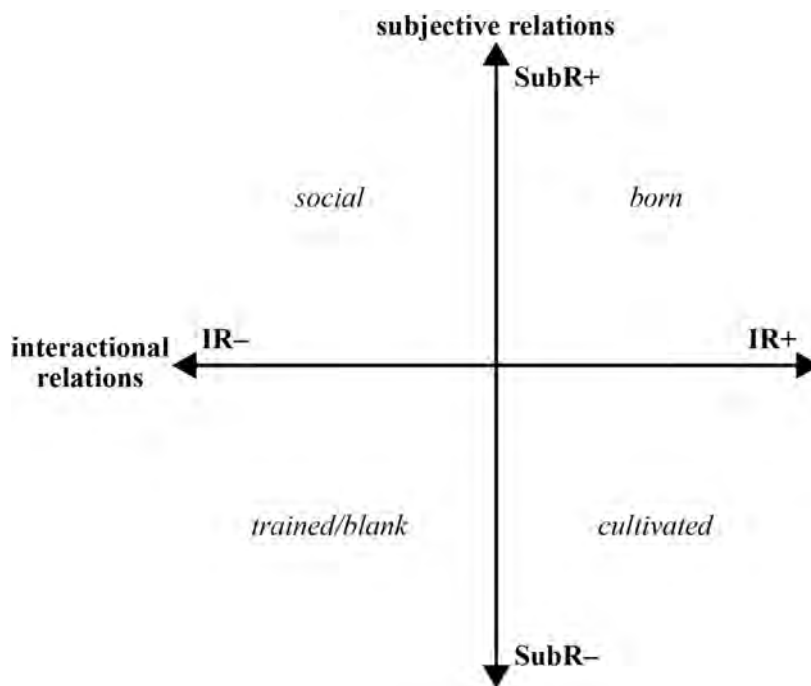 subjective relations
SubR+
social
born
IR–
IR+
interactional
relations
trained/blank
cultivated
SubR–